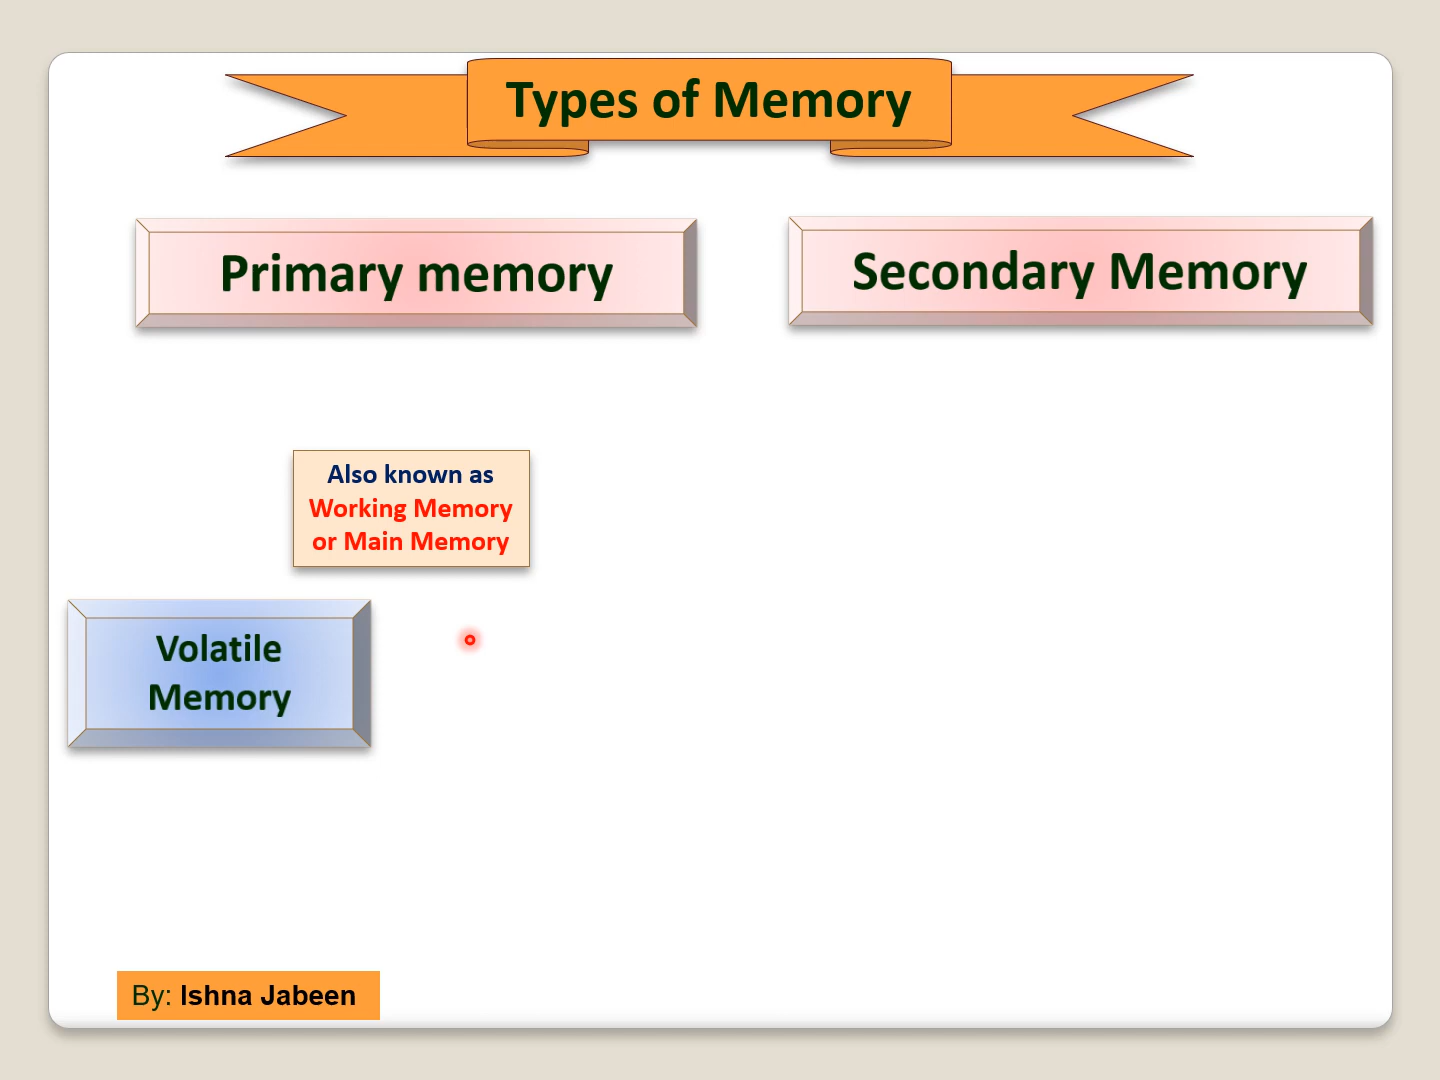 Types of Memory
Primary memory
Secondary Memory
Also known as
Working Memory
or Main Memory
Volatile
Memory
By: Ishna Jabeen